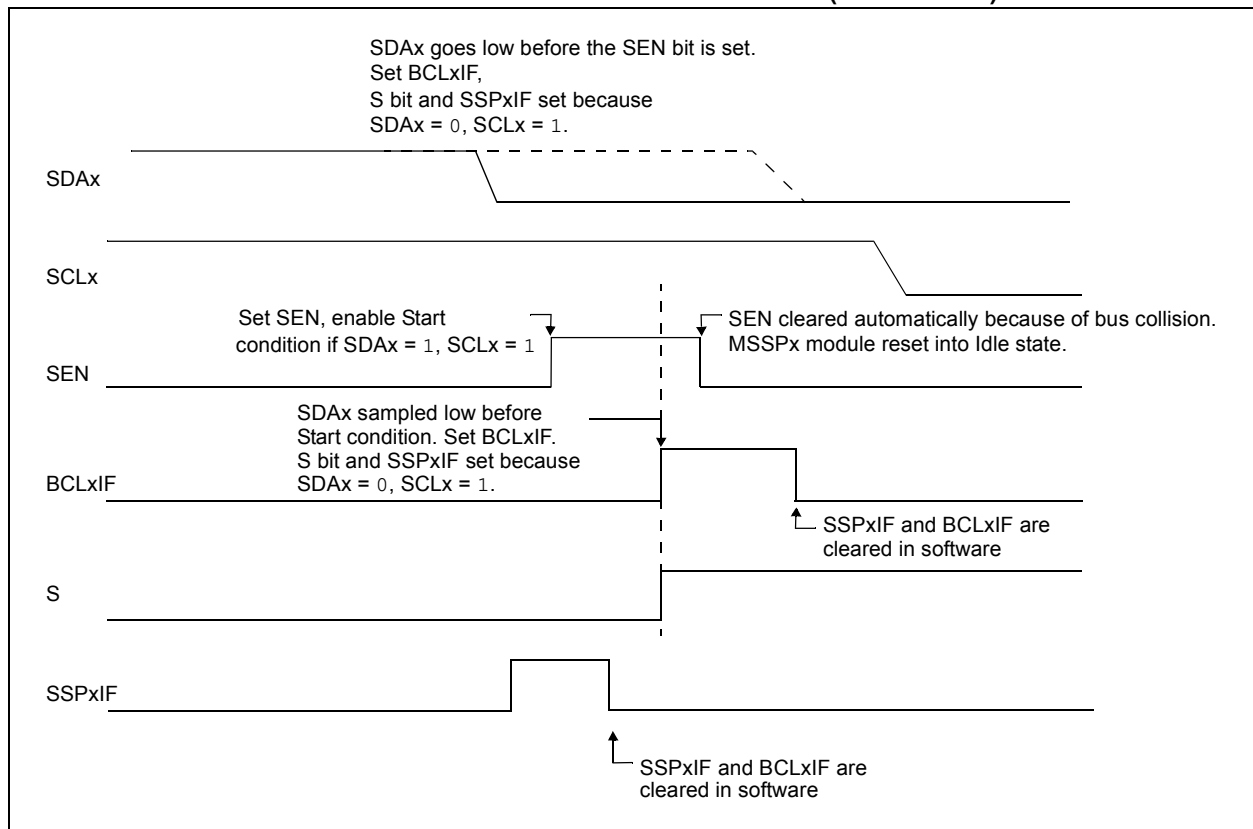 SDAx goes low before the SEN bit is set.
Set BCLxIF,
S bit and SSPxIF set because
SDAx = 0, SCLx = 1.
SDAx
SCLx
Set SEN, enable Start
condition if SDAx = 1, SCLx = 1
SEN cleared automatically because of bus collision.
MSSPx module reset into Idle state.
SEN
SDAx sampled low before
Start condition. Set BCLxIF.
S bit and SSPxIF set because
SDAx = 0, SCLx = 1.
BCLxIF
SSPxIF and BCLxIF are
cleared in software
S
SSPxIF
SSPxIF and BCLxIF are
cleared in software